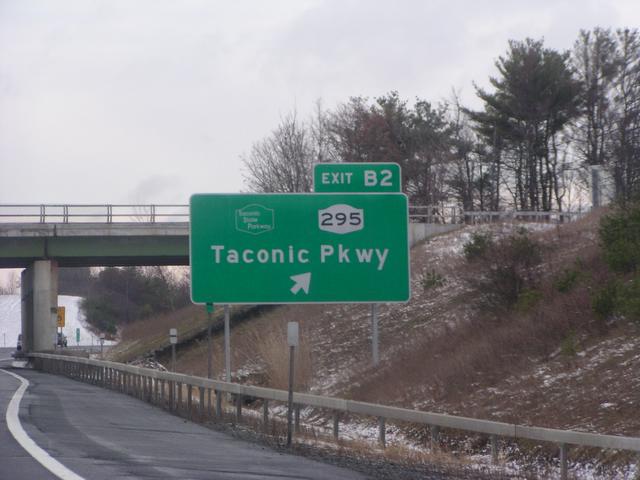 EXIT B2
Taconic
State
Parkway
295
Taconic Pkwy